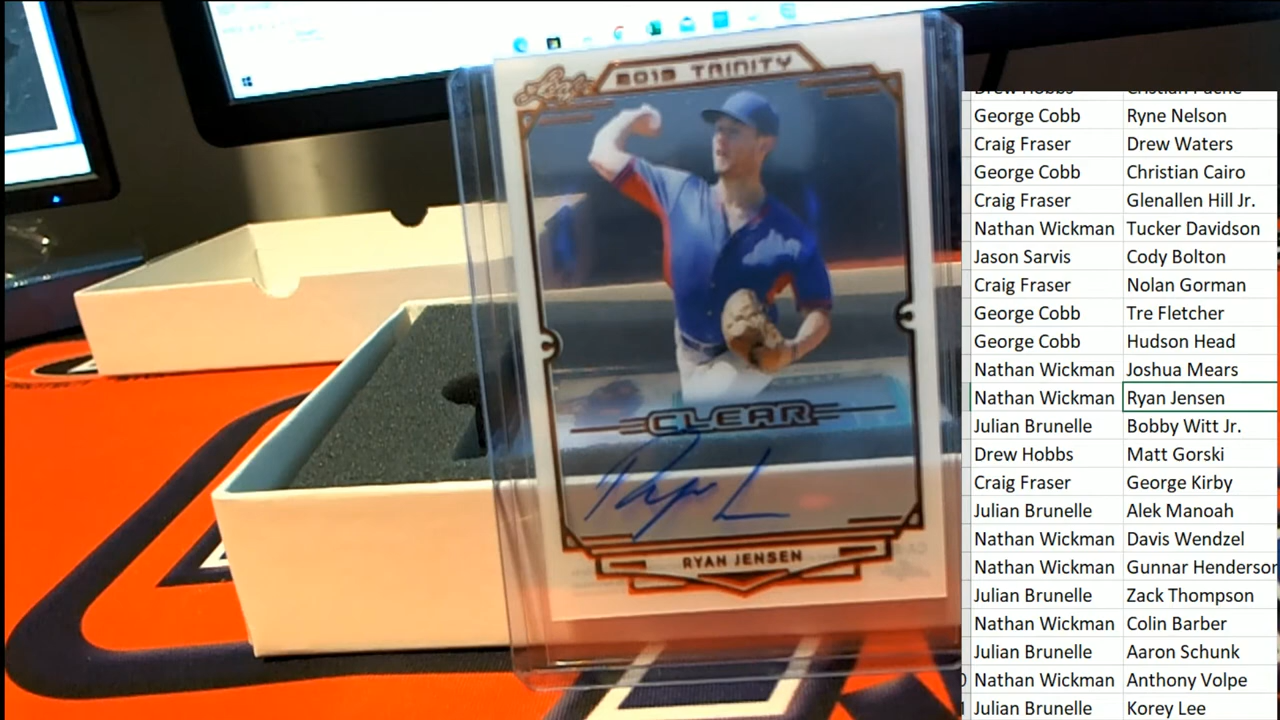 Leaf
2019 TRINITY
CLEAR
RYAN JENSEN
George Cobb Ryne Nelson
Craig Fraser Drew Waters
George Cobb Christian Cairo
Craig Fraser Glenallen Hill Jr.
Nathan Wickman Tucker Davidson
Jason Sarvis Cody Bolton
Craig Fraser Nolan Gorman
George Cobb Tre Fletcher
George Cobb Hudson Head
Nathan Wickman Joshua Mears
Nathan Wickman Ryan Jensen
Julian Brunelle Bobby Witt Jr.
Drew Hobbs Matt Gorski
Craig Fraser George Kirby
Julian Brunelle Alek Manoah
Nathan Wickman Davis Wendzel
Nathan Wickman Gunnar Henderson
Julian Brunelle Zack Thompson
Nathan Wickman Colin Barber
Julian Brunelle Aaron Schunk
Nathan Wickman Anthony Volpe
Julian Brunelle Korey Lee